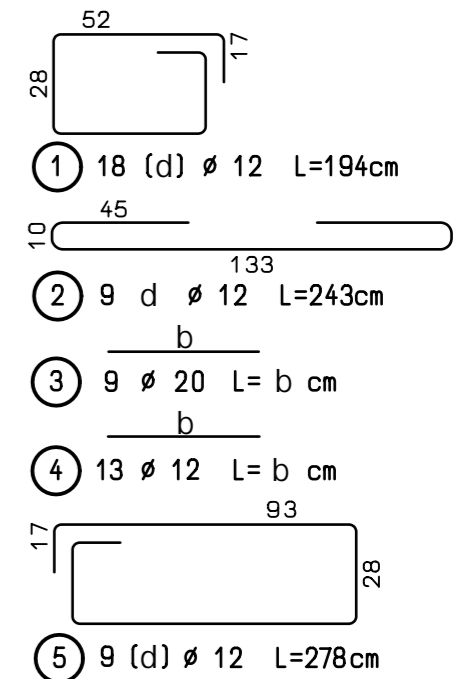 52
17
28
1 18 (d) ø 12 L=194cm
45
10
133
2 9 d ø 12 L=243cm
b
3 9 ø 20 L= b cm
b
4 13 ø 12 L= b cm
93
17
28
5 9 (d) ø 12 L=278cm